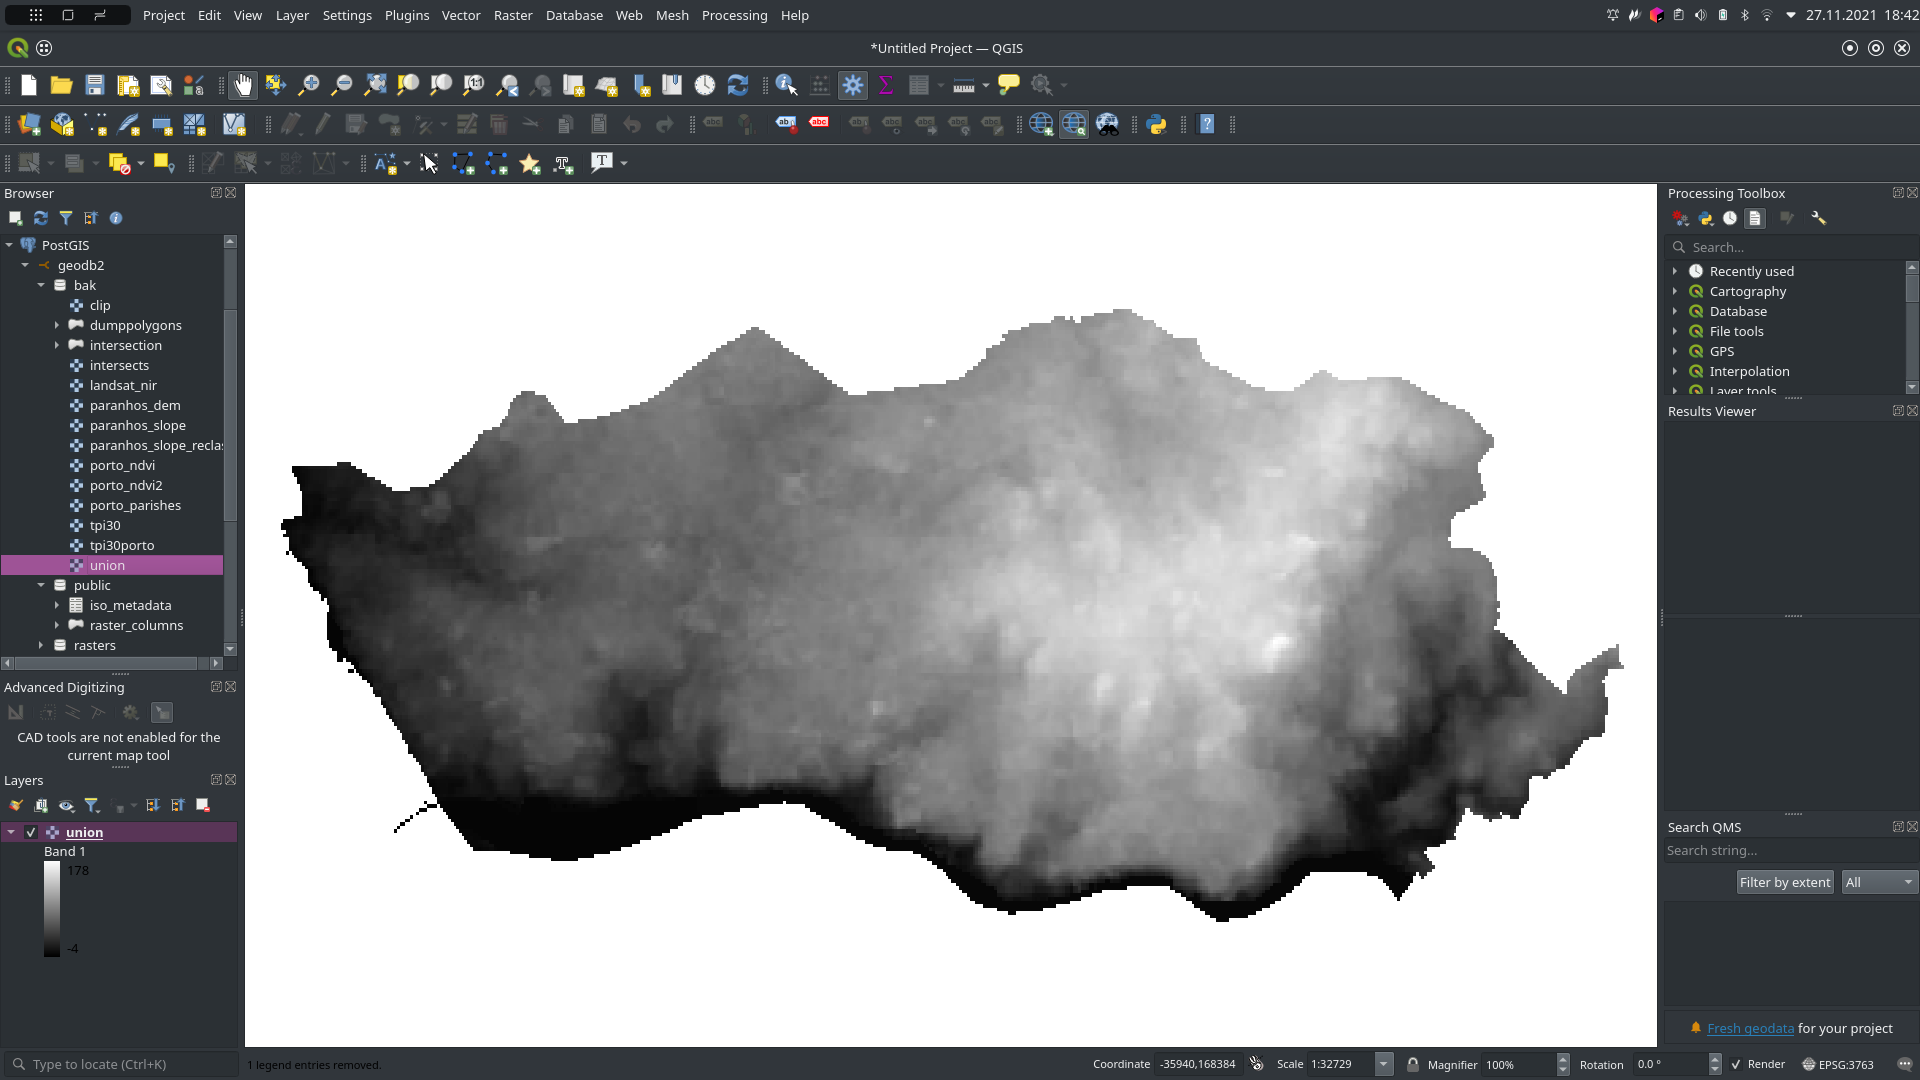 Project Edit View Layer Settings Plugins Vector Raster Database Web Mesh Processing Help
27.11.2021 18:42
*Untitled Project — QGIS
Browser
PostGIS
geodb2
bak
clip
dumppolygons
intersection
intersects
landsat_nir
paranhos_dem
paranhos_slope
paranhos_slope_reclas
porto_ndvi
porto_ndvi2
porto_parishes
tpi30
tpi30porto
union
public
iso_metadata
raster_columns
rasters
Advanced Digitizing
CAD tools are not enabled for the
current map tool
Layers
union
Band 1
178
-4
Processing Toolbox
Search...
Recently used
Cartography
Database
File tools
GPS
Interpolation
Layer tools
Results Viewer
Search QMS
Search string...
Filter by extent All
Fresh geodata for your project
Type to locate (Ctrl+K)
1 legend entries removed.
Coordinate -35940,168384 Scale 1:32729 Magnifier 100% Rotation 0.0 ° Render EPSG:3763